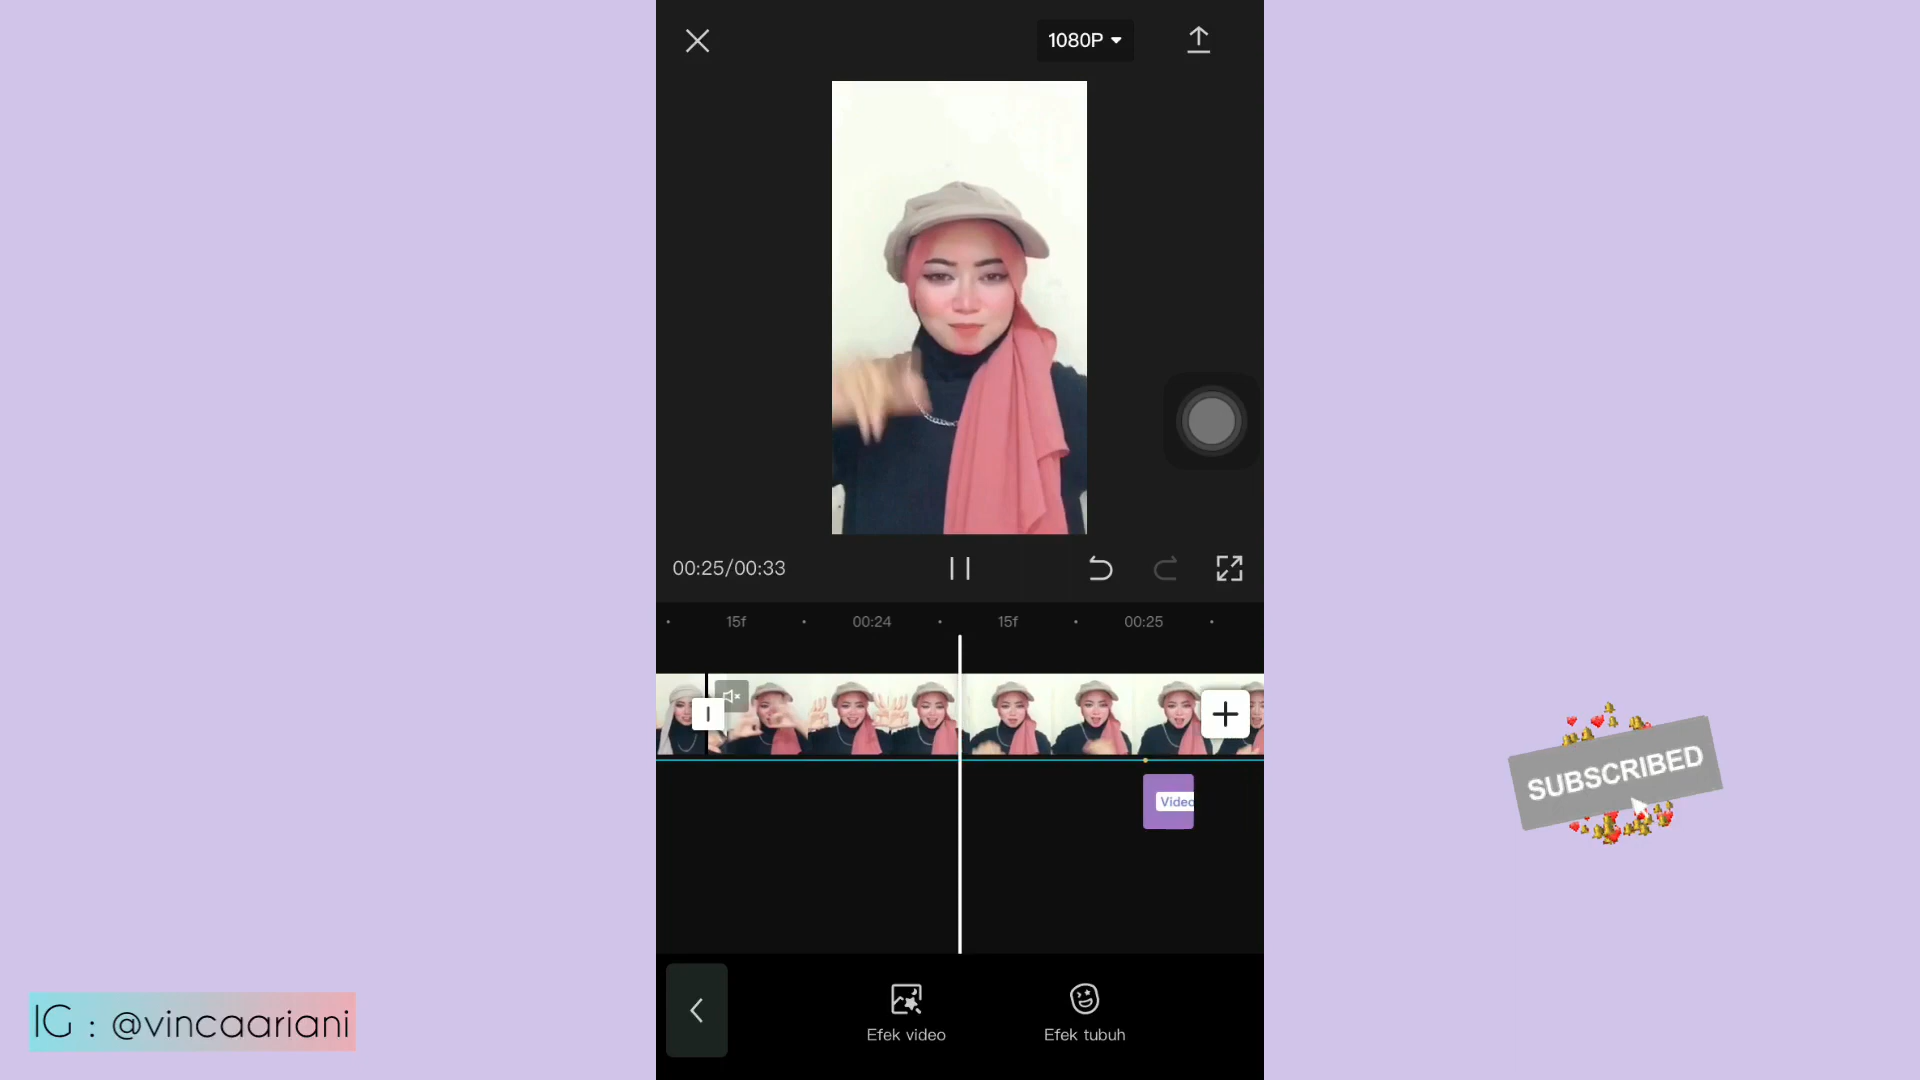 1080P
00:25/00:33
15f
00:24
15f
00:25
Video
SUBSCRIBED
IG : @vincaariani
Efek video
Efek tubuh